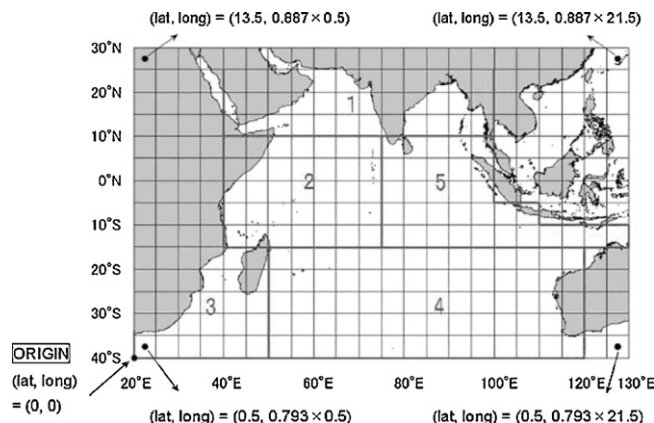 (lat, long) = (13.5, 0.887×0.5)
(lat, long) = (13.5, 0.887×21.5)
30°N
20°N
10°N
0°N
10°S
20°S
30°S
40°S
1
2
5
3
4
ORIGIN
(lat, long)
= (0, 0)
20°E
40°E
60°E
80°E
100°E
120°E
130°E
(lat, long) = (0.5, 0.793×0.5)
(lat, long) = (0.5, 0.793×21.5)